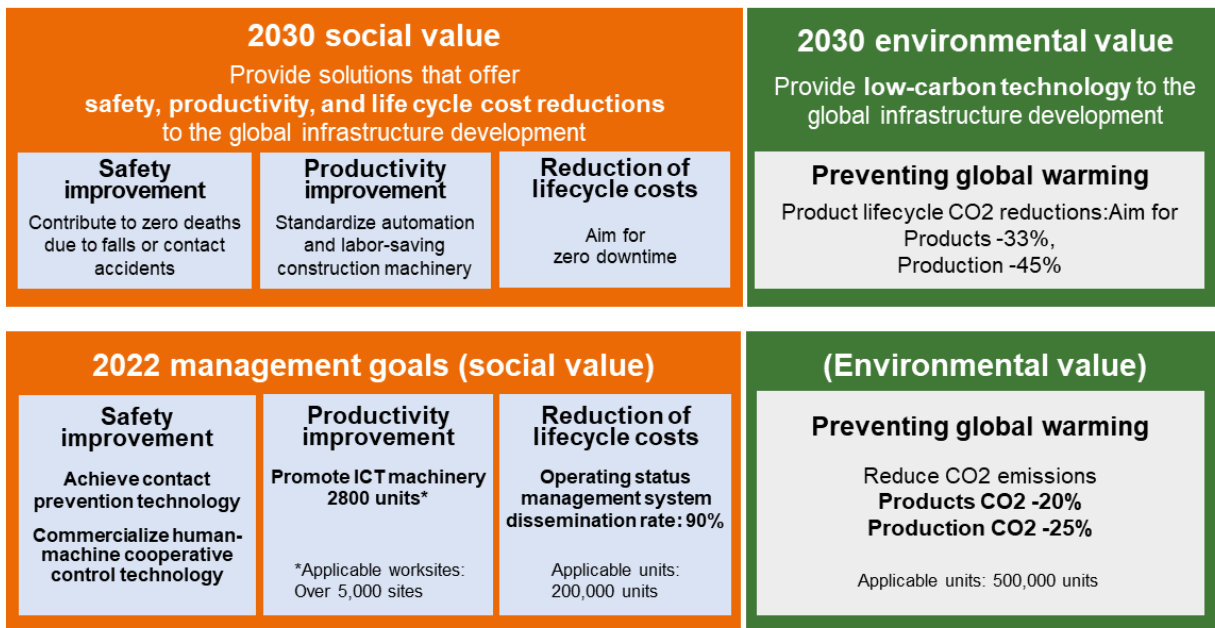 2030 social value
Provide solutions that offer
safety, productivity, and life cycle cost reductions
to the global infrastructure development
Safety
improvement
Contribute to zero deaths
due to falls or contact
accidents
Productivity
improvement
Standardize automation
and labor-saving
construction machinery
Reduction of
lifecycle costs
Aim for
zero downtime
2030 environmental value
Provide low-carbon technology to the
global infrastructure development
Preventing global warming
Product lifecycle CO2 reductions:Aim for
Products -33%,
Production -45%
2022 management goals (social value)
Safety
improvement
Achieve contact
prevention technology
Commercialize human-
machine cooperative
control technology
Productivity
improvement
Promote ICT machinery
2800 units*
*Applicable worksites:
Over 5,000 sites
Reduction of
lifecycle costs
Operating status
management system
dissemination rate: 90%
Applicable units:
200,000 units
(Environmental value)
Preventing global warming
Reduce CO2 emissions
Products CO2 -20%
Production CO2 -25%
Applicable units: 500,000 units